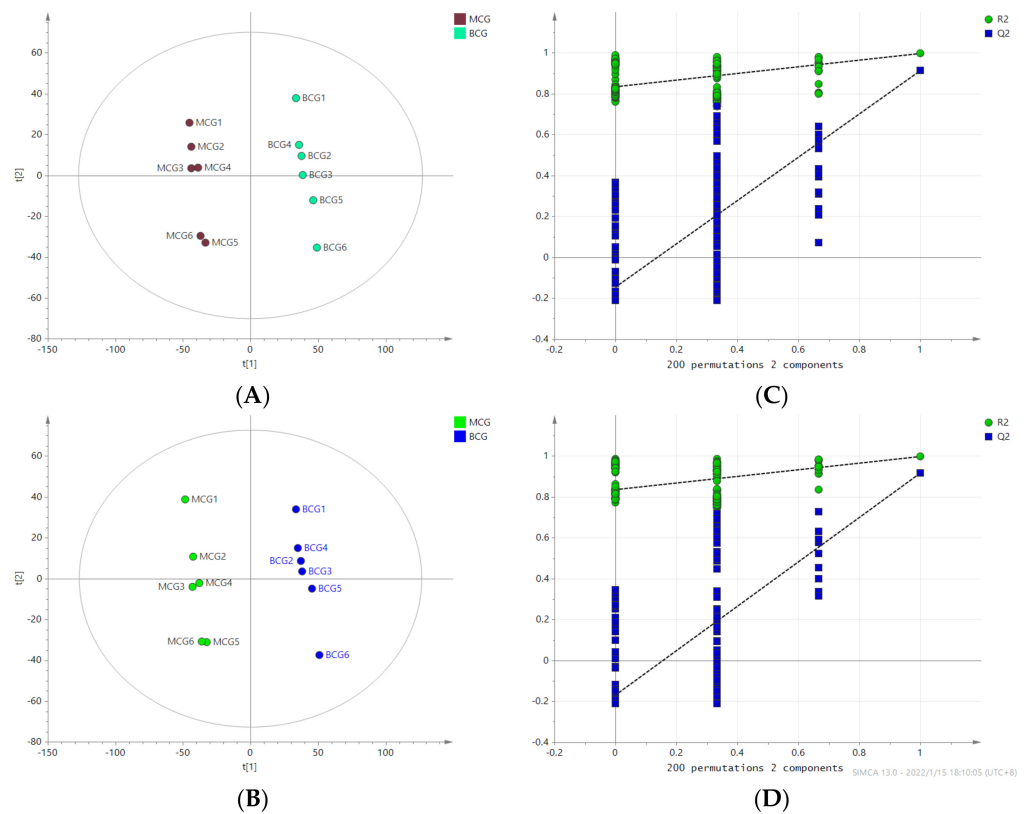 MCG
BCG
60
40
20
0
-20
-40
-60
-80
t[2]
BCG1
MCG1
MCG2
BCG4
BCG2
MCG3
MCG4
BCG3
BCG5
MCG6
MCG5
BCG6
-150
-100
-50
0
50
100
t[1]
(A)
R2
Q2
1
0.8
0.6
0.4
0.2
0
-0.2
-0.4
-0.2
0
0.2
0.4
0.6
0.8
1
200 permutations 2 components
(C)
MCG
BCG
60
40
20
0
-20
-40
-60
-80
t[2]
MCG1
BCG1
MCG2
BCG4
BCG2
BCG3
MCG3
MCG4
BCG5
MCG6
MCG5
BCG6
-150
-100
-50
0
50
100
t[1]
(B)
R2
Q2
1
0.8
0.6
0.4
0.2
0
-0.2
-0.4
-0.2
0
0.2
0.4
0.6
0.8
1
200 permutations 2 components
SIMCA 13.0 - 2022/1/15 18:10:05 (UTC+8)
(D)